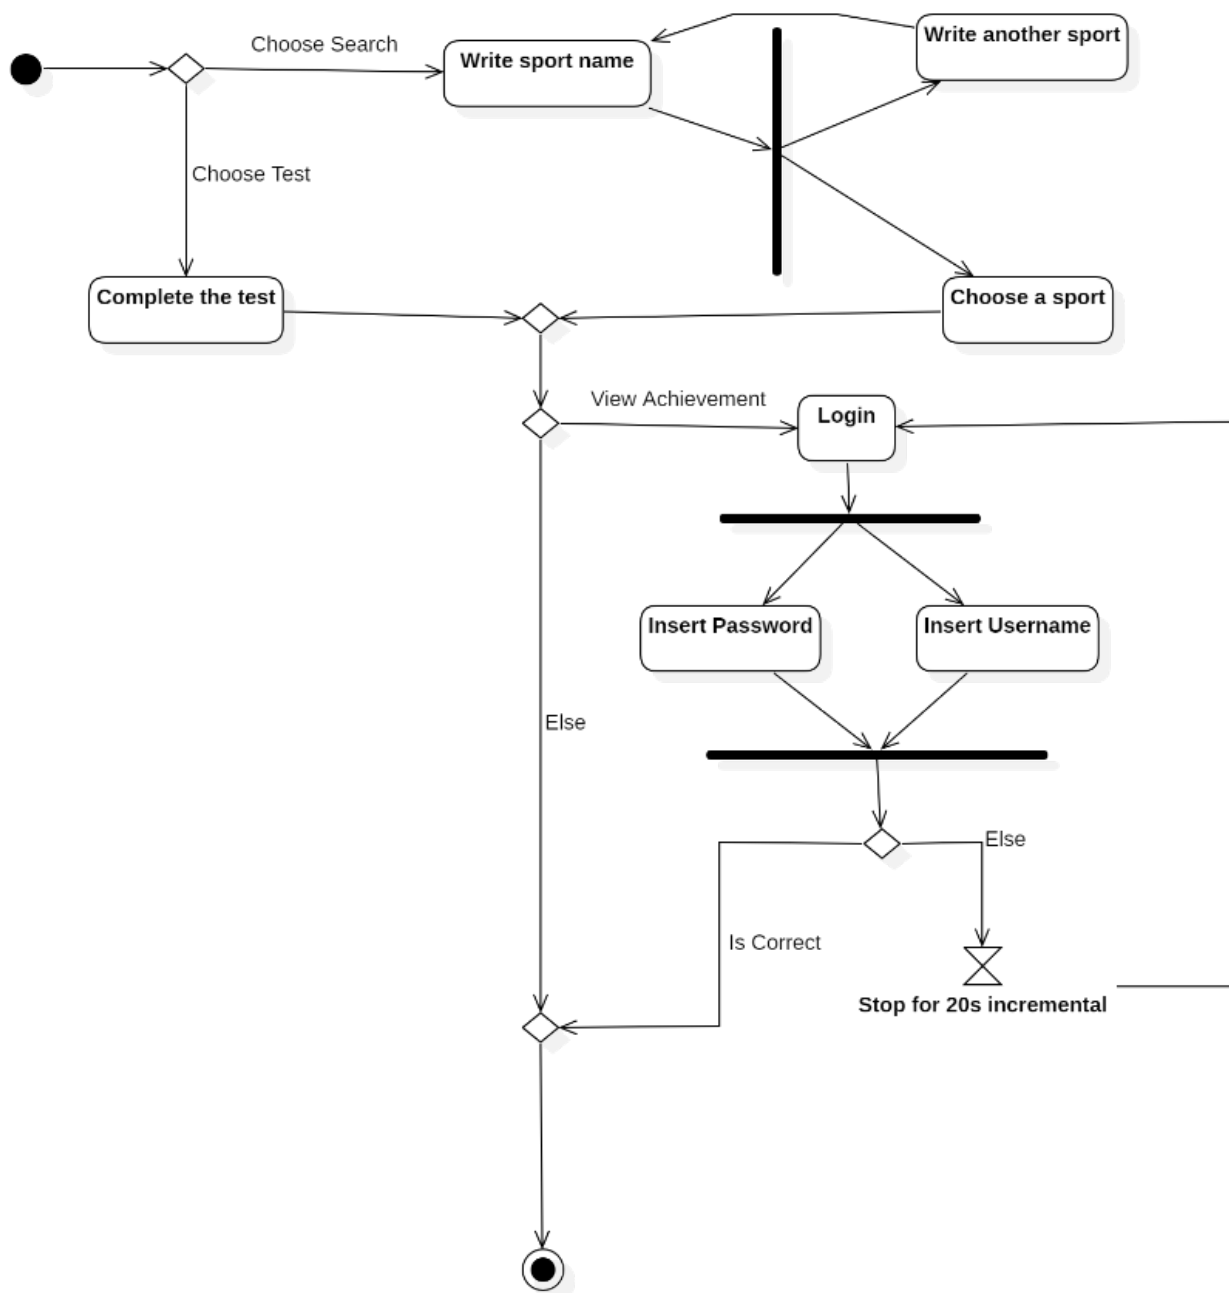 Write another sport
Choose Search
Write sport name
Choose Test
Complete the test
Choose a sport
View Achievement
Login
Insert Password
Insert Username
Else
Else
Is Correct
Stop for 20s incremental